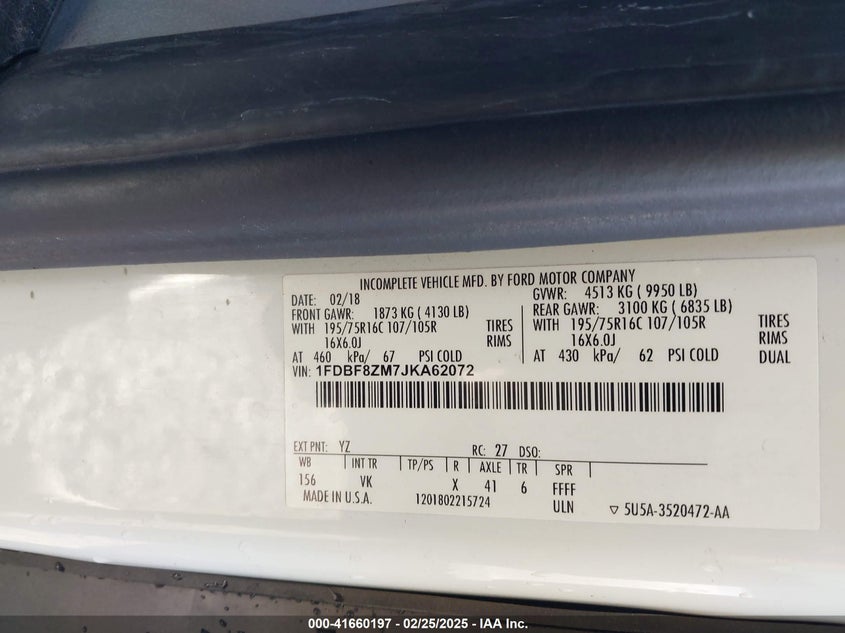 INCOMPLETE VEHICLE MFD. BY FORD MOTOR COMPANY
DATE: 02/18 GVWR: 4513 KG ( 9950 LB)
FRONT GAWR: 1873 KG ( 4130 LB) REAR GAWR: 3100 KG ( 6835 LB)
WITH 195/75R16C 107/105R TIRES WITH 195/75R16C 107/105R TIRES
16X6.0J RIMS 16X6.0J RIMS
AT 460 kPa/ 67 PSI COLD AT 430 kPa/ 62 PSI COLD DUAL
VIN: 1FDBF8ZM7JKA62072
EXT PNT: YZ RC: 27 DSO:
WB INT TR TP/PS R AXLE TR SPR
156 VK X 41 6 FFFF
MADE IN U.S.A. 1201802215724 ULN ▽ 5U5A-3520472-AA
000-41660197 - 02/25/2025 - IAA Inc.